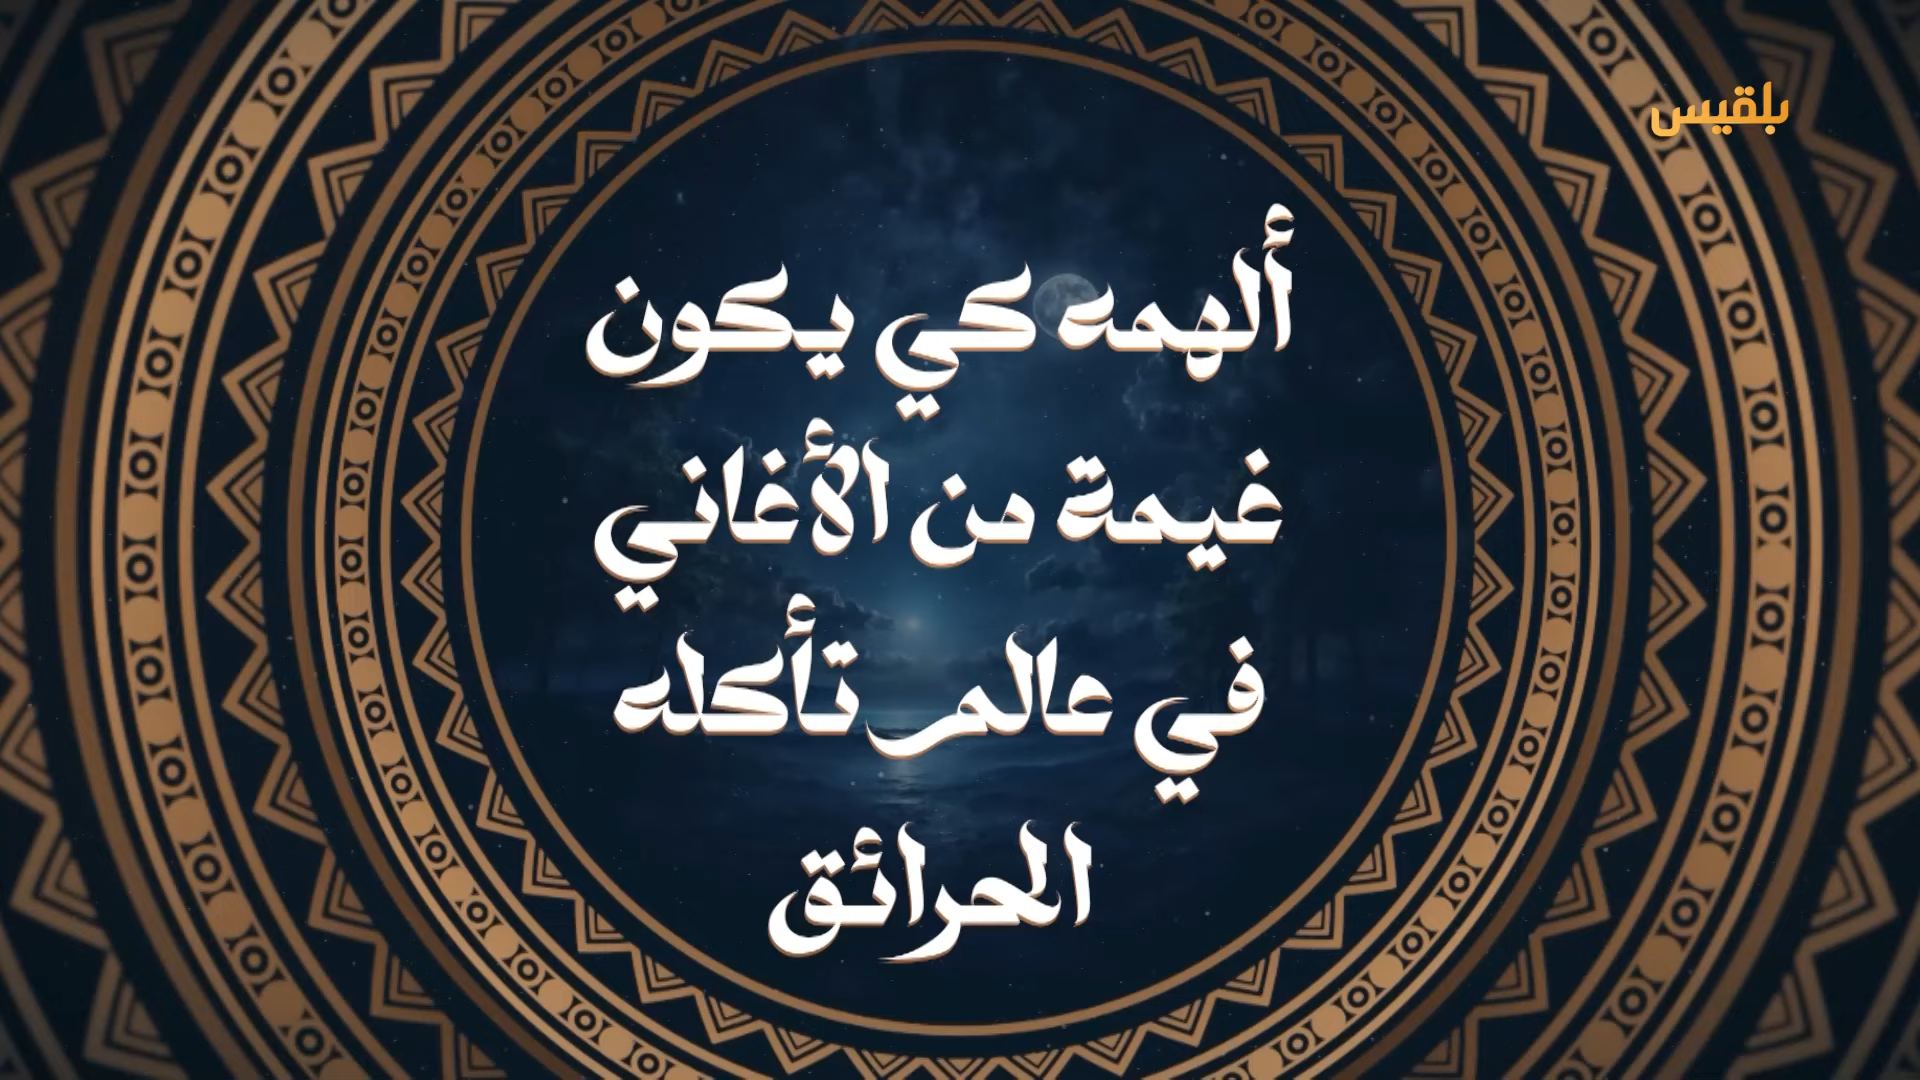 بلقيس
ألهمه كي يكون
غيمة من الأغاني
في عالم تأكله
الحرائق